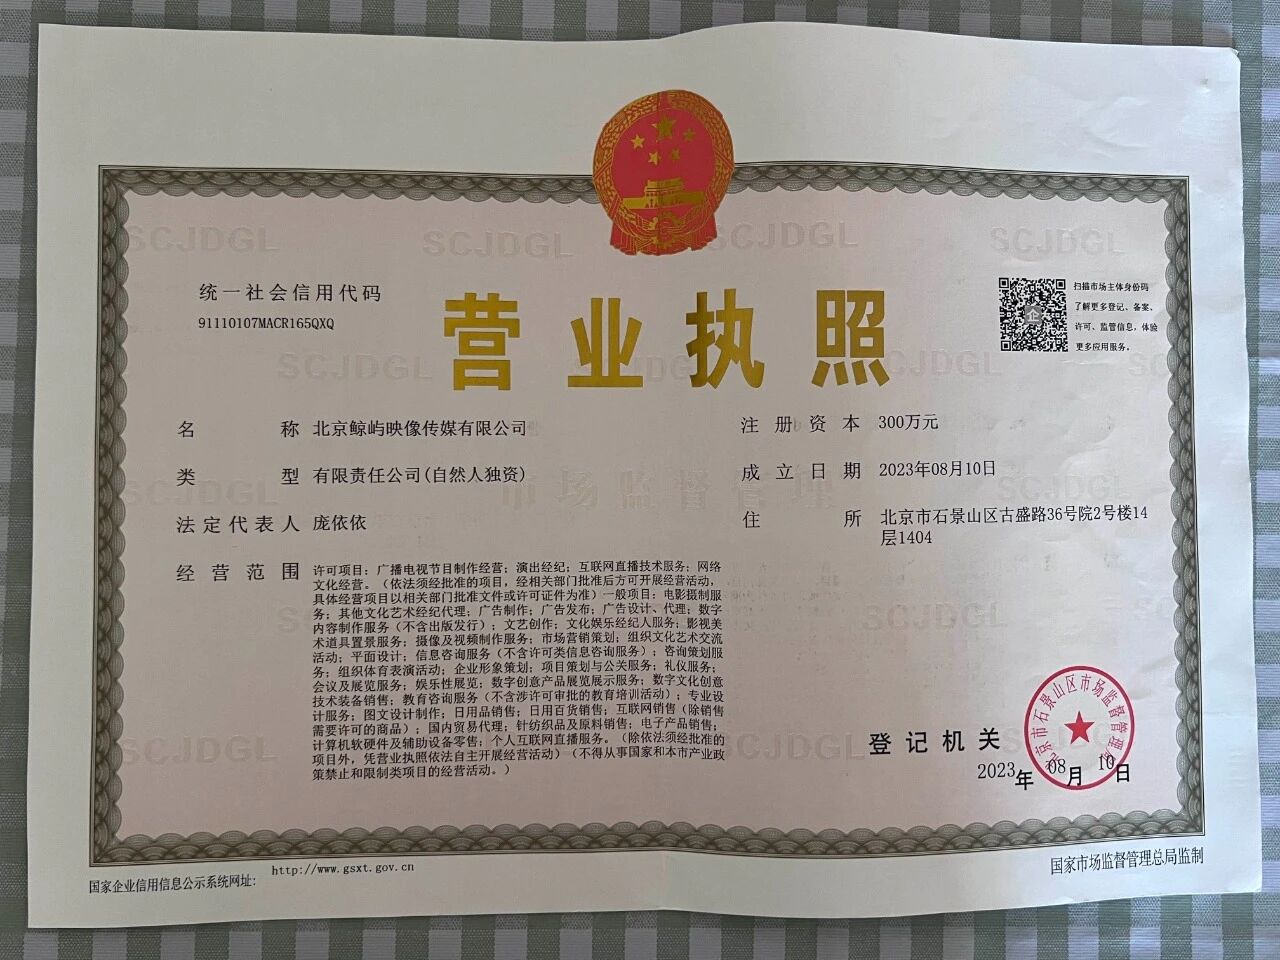 统一社会信用代码
91110107MACR165QXQ
营业执照
扫描市场主体身份码
了解更多登记、备案、
许可、监管信息，体验
更多应用服务。
名称 北京鲸屿映像传媒有限公司
类型 有限责任公司(自然人独资)
法定代表人 庞依依
经营范围 许可项目：广播电视节目制作经营；演出经纪；互联网直播技术服务；网络
文化经营。（依法须经批准的项目，经相关部门批准后方可开展经营活动，
具体经营项目以相关部门批准文件或许可证件为准）一般项目：电影摄制服
务；其他文化艺术经纪代理；广告制作；广告发布；广告设计、代理；数字
内容制作服务（不含出版发行）；文艺创作；文化娱乐经纪人服务；影视美
术道具置景服务；摄像及视频制作服务；市场营销策划；组织文化艺术交流
活动；平面设计；信息咨询服务（不含许可类信息咨询服务）；咨询策划服
务；组织体育表演活动；企业形象策划；项目策划与公关服务；礼仪服务；
会议及展览服务；娱乐性展览；数字创意产品展览展示服务；数字文化创意
技术装备销售；教育咨询服务（不含涉许可审批的教育培训活动）；专业设
计服务；图文设计制作；日用品销售；日用百货销售；互联网销售（除销售
需要许可的商品）；国内贸易代理；针纺织品及原料销售；电子产品销售；
计算机软硬件及辅助设备零售；个人互联网直播服务。（除依法须经批准的
项目外，凭营业执照依法自主开展经营活动）（不得从事国家和本市产业政
策禁止和限制类项目的经营活动。）
注册资本 300万元
成立日期 2023年08月10日
住所 北京市石景山区古盛路36号院2号楼14
层1404
登记机关
北京市石景山区市场监督管理局
2023年08月10日
国家企业信用信息公示系统网址：http://www.gsxt.gov.cn
国家市场监督管理总局监制
SCJDGL
市场监督管理